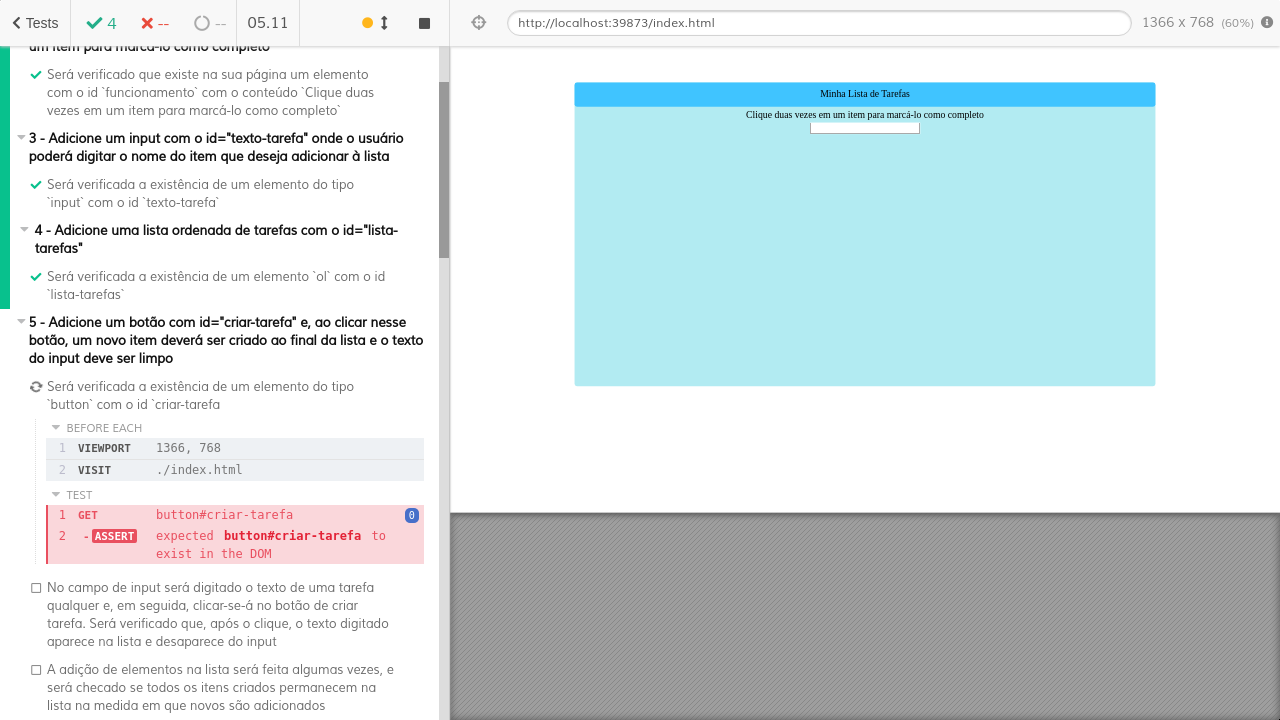 Tests
4
--
--
05.11
http://localhost:39873/index.html
1366 x 768 (60%)
um item para marcá-lo como completo
Será verificado que existe na sua página um elemento
com o id `funcionamento` com o conteúdo `Clique duas
vezes em um item para marcá-lo como completo`
3 - Adicione um input com o id="texto-tarefa" onde o usuário
poderá digitar o nome do item que deseja adicionar à lista
Será verificada a existência de um elemento do tipo
`input` com o id `texto-tarefa`
4 - Adicione uma lista ordenada de tarefas com o id="lista-
tarefas"
Será verificada a existência de um elemento `ol` com o id
`lista-tarefas`
5 - Adicione um botão com id="criar-tarefa" e, ao clicar nesse
botão, um novo item deverá ser criado ao final da lista e o texto
do input deve ser limpo
Será verificada a existência de um elemento do tipo
`button` com o id `criar-tarefa
BEFORE EACH
1 VIEWPORT 1366, 768
2 VISIT ./index.html
TEST
1 GET button#criar-tarefa 0
2 -ASSERT expected button#criar-tarefa to
exist in the DOM
No campo de input será digitado o texto de uma tarefa
qualquer e, em seguida, clicar-se-á no botão de criar
tarefa. Será verificado que, após o clique, o texto digitado
aparece na lista e desaparece do input
A adição de elementos na lista será feita algumas vezes, e
será checado se todos os itens criados permanecem na
lista na medida em que novos são adicionados
Minha Lista de Tarefas
Clique duas vezes em um item para marcá-lo como completo